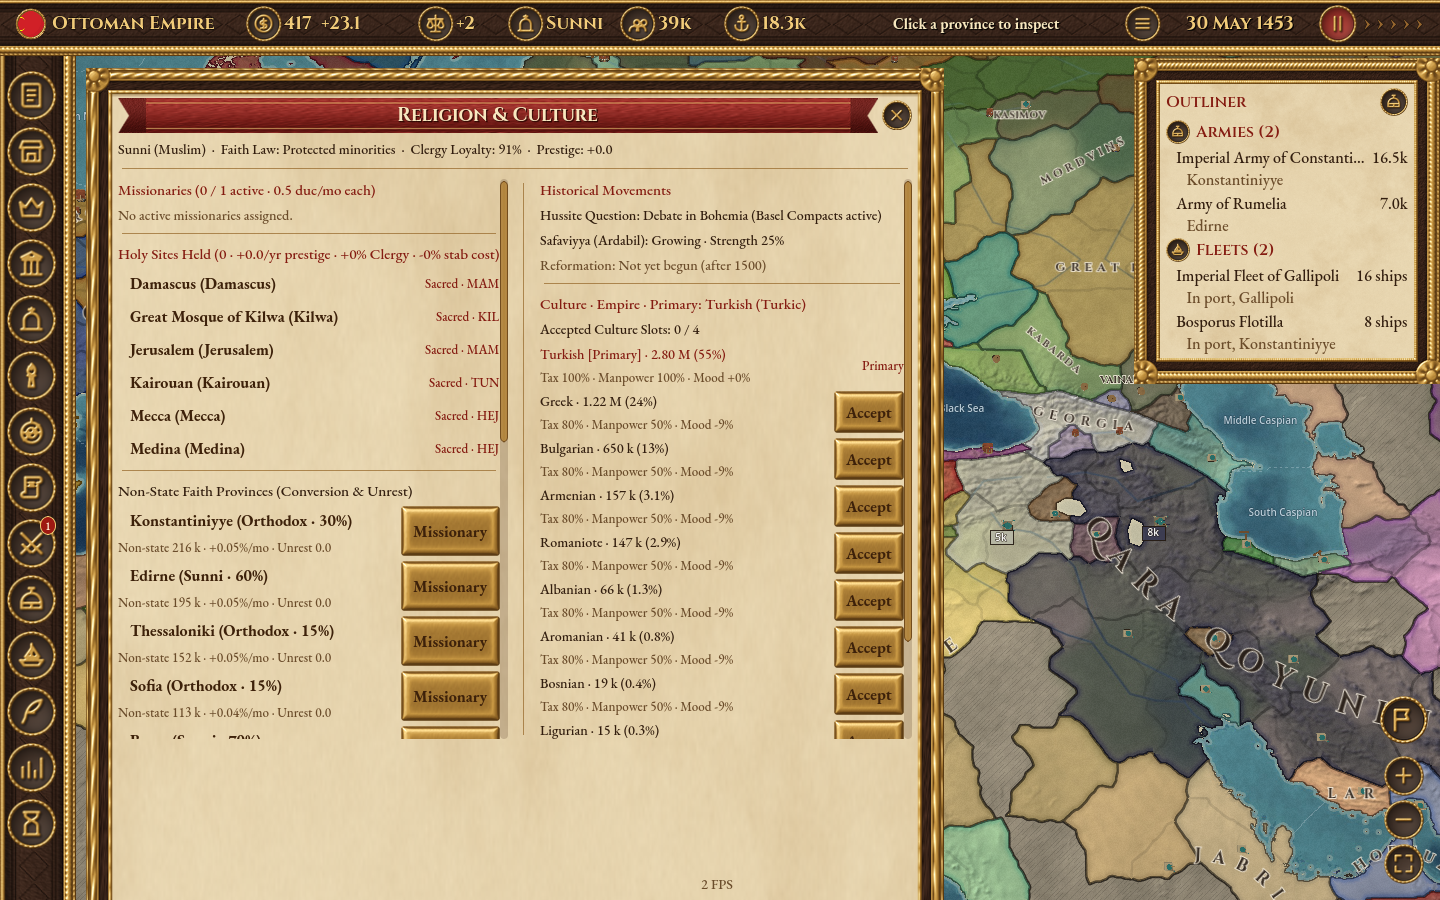 OTTOMAN EMPIRE 417 +23.1 +2 SUNNI 39K 18.3K Click a province to inspect 30 MAY 1453
RELIGION & CULTURE
Sunni (Muslim) · Faith Law: Protected minorities · Clergy Loyalty: 91% · Prestige: +0.0
Missionaries (0 / 1 active · 0.5 duc/mo each)
No active missionaries assigned.
Holy Sites Held (0 · +0.0/yr prestige · +0% Clergy · -0% stab cost)
Damascus (Damascus) Sacred · MAM
Great Mosque of Kilwa (Kilwa) Sacred · KIL
Jerusalem (Jerusalem) Sacred · MAM
Kairouan (Kairouan) Sacred · TUN
Mecca (Mecca) Sacred · HEJ
Medina (Medina) Sacred · HEJ
Non-State Faith Provinces (Conversion & Unrest)
Konstantiniyye (Orthodox · 30%) Missionary
Non-state 216 k · +0.05%/mo · Unrest 0.0
Edirne (Sunni · 60%) Missionary
Non-state 195 k · +0.05%/mo · Unrest 0.0
Thessaloniki (Orthodox · 15%) Missionary
Non-state 152 k · +0.05%/mo · Unrest 0.0
Sofia (Orthodox · 15%) Missionary
Non-state 113 k · +0.04%/mo · Unrest 0.0
Historical Movements
Hussite Question: Debate in Bohemia (Basel Compacts active)
Safaviyya (Ardabil): Growing · Strength 25%
Reformation: Not yet begun (after 1500)
Culture · Empire · Primary: Turkish (Turkic)
Accepted Culture Slots: 0 / 4
Turkish [Primary] · 2.80 M (55%) Primary
Tax 100% · Manpower 100% · Mood +0%
Greek · 1.22 M (24%) Accept
Tax 80% · Manpower 50% · Mood -9%
Bulgarian · 650 k (13%) Accept
Tax 80% · Manpower 50% · Mood -9%
Armenian · 157 k (3.1%) Accept
Tax 80% · Manpower 50% · Mood -9%
Romaniote · 147 k (2.9%) Accept
Tax 80% · Manpower 50% · Mood -9%
Albanian · 66 k (1.3%) Accept
Tax 80% · Manpower 50% · Mood -9%
Aromanian · 41 k (0.8%) Accept
Tax 80% · Manpower 50% · Mood -9%
Bosnian · 19 k (0.4%) Accept
Tax 80% · Manpower 50% · Mood -9%
Ligurian · 15 k (0.3%)
2 FPS
OUTLINER
ARMIES (2)
Imperial Army of Constanti... 16.5k
Konstantiniyye
Army of Rumelia 7.0k
Edirne
FLEETS (2)
Imperial Fleet of Gallipoli 16 ships
In port, Gallipoli
Bosporus Flotilla 8 ships
In port, Konstantiniyye
1
KASIMOV
MORDVINS
GREAT
KABARDA
VAINA
lack Sea
GEORGIA
Middle Caspian
South Caspian
5k
8k
QARA QOYUN
LAR
JABRI
HO